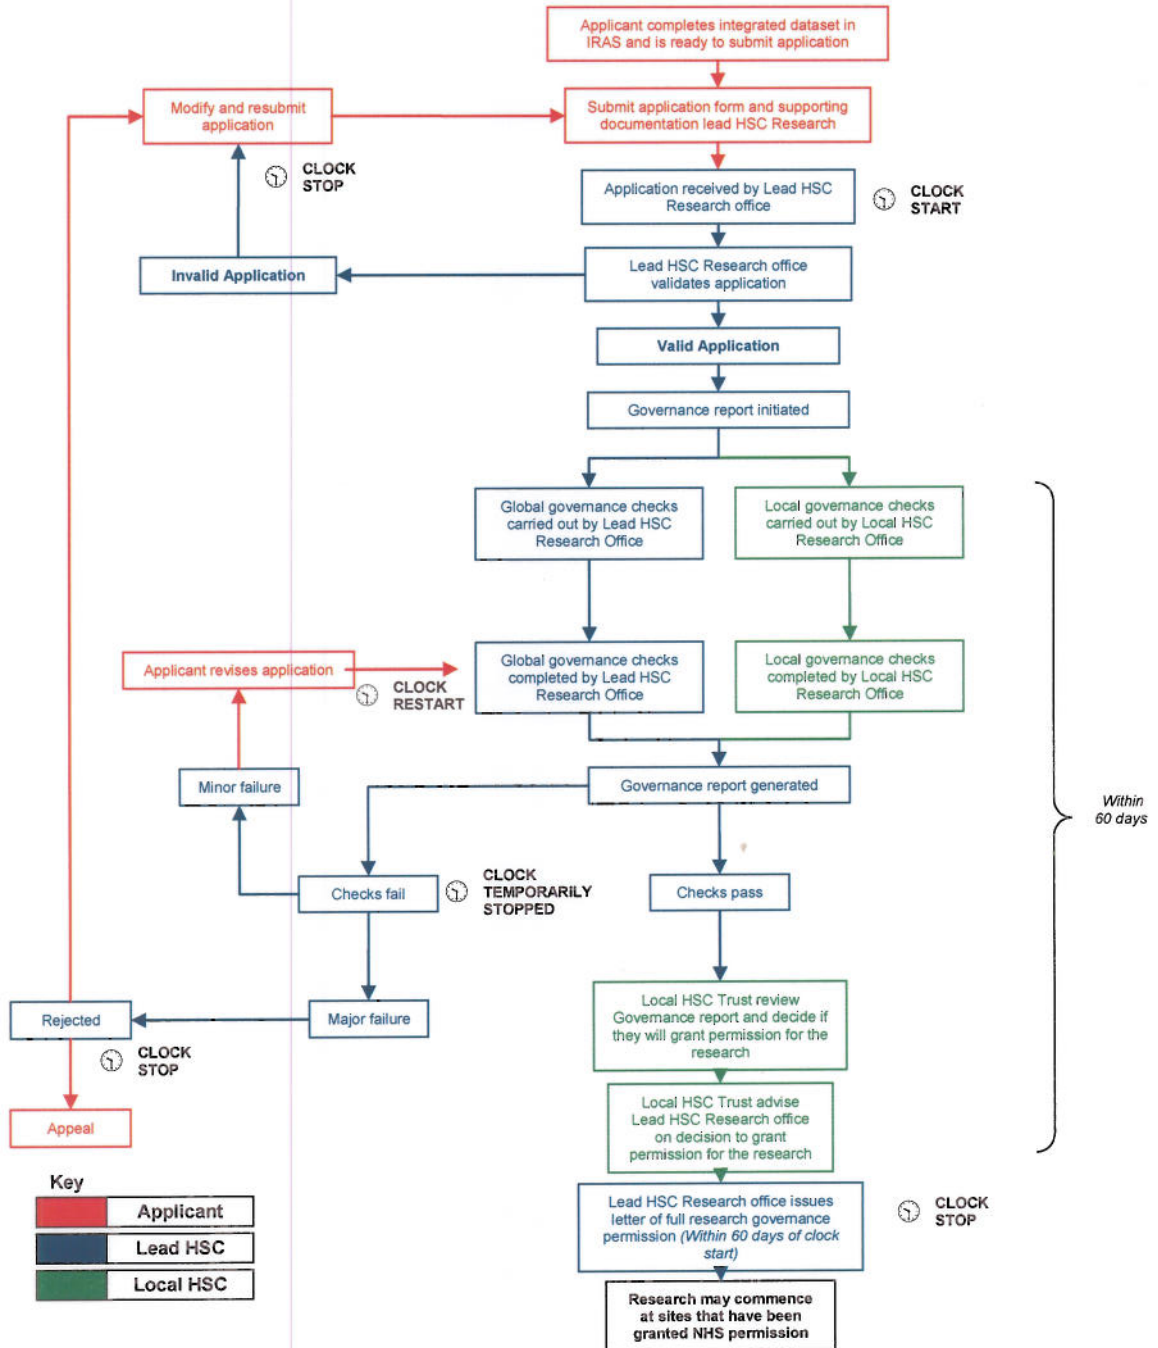 Applicant completes integrated dataset in
IRAS and is ready to submit application
Modify and resubmit
application
Submit application form and supporting
documentation lead HSC Research
CLOCK
STOP
Application received by Lead HSC
Research office
CLOCK
START
Invalid Application
Lead HSC Research office
validates application
Valid Application
Governance report initiated
Global governance checks
carried out by Lead HSC
Research Office
Local governance checks
carried out by Local HSC
Research Office
Applicant revises application
CLOCK
RESTART
Global governance checks
completed by Lead HSC
Research Office
Local governance checks
completed by Local HSC
Research Office
Minor failure
Governance report generated
Within
60 days
Checks fail
CLOCK
TEMPORARILY
STOPPED
Checks pass
Rejected
Major failure
CLOCK
STOP
Local HSC Trust review
Governance report and decide if
they will grant permission for the
research
Appeal
Local HSC Trust advise
Lead HSC Research office
on decision to grant
permission for the research
Key
Applicant
Lead HSC
Local HSC
Lead HSC Research office issues
letter of full research governance
permission (Within 60 days of clock
start)
CLOCK
STOP
Research may commence
at sites that have been
granted NHS permission